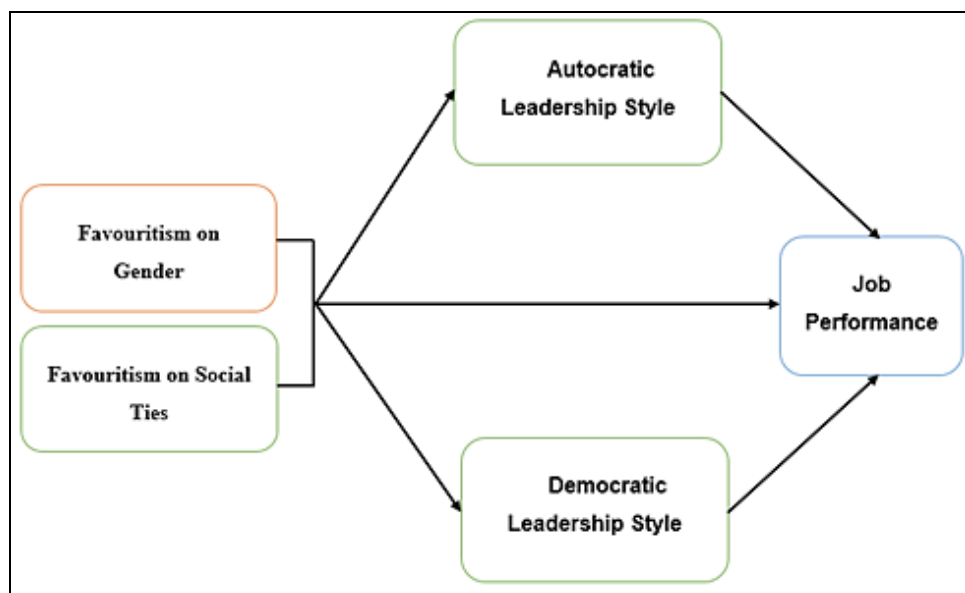 Autocratic
Leadership Style
Favouritism on
Gender
Job
Performance
Favouritism on Social
Ties
Democratic
Leadership Style